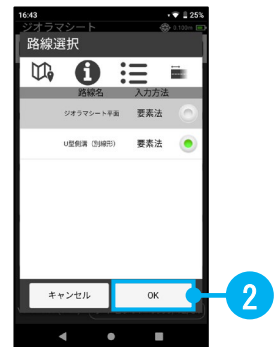 16:43 25%
ジオラマシート 0.100m
路線選択
路線名 入力方法
ジオラマシート平面 要素法
U型側溝（別線形） 要素法
キャンセル OK
2